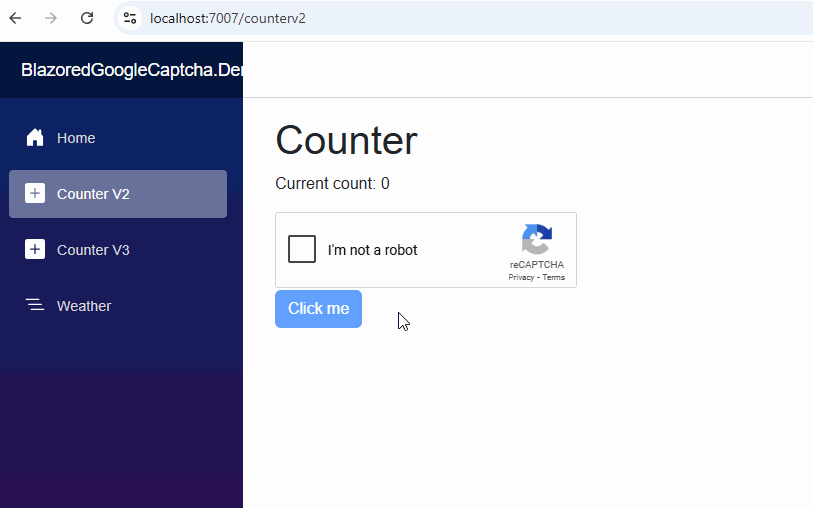 localhost:7007/counterv2
BlazoredGoogleCaptcha.De
Home
Counter V2
Counter V3
Weather
Counter
Current count: 0
I'm not a robot
reCAPTCHA
Privacy - Terms
Click me